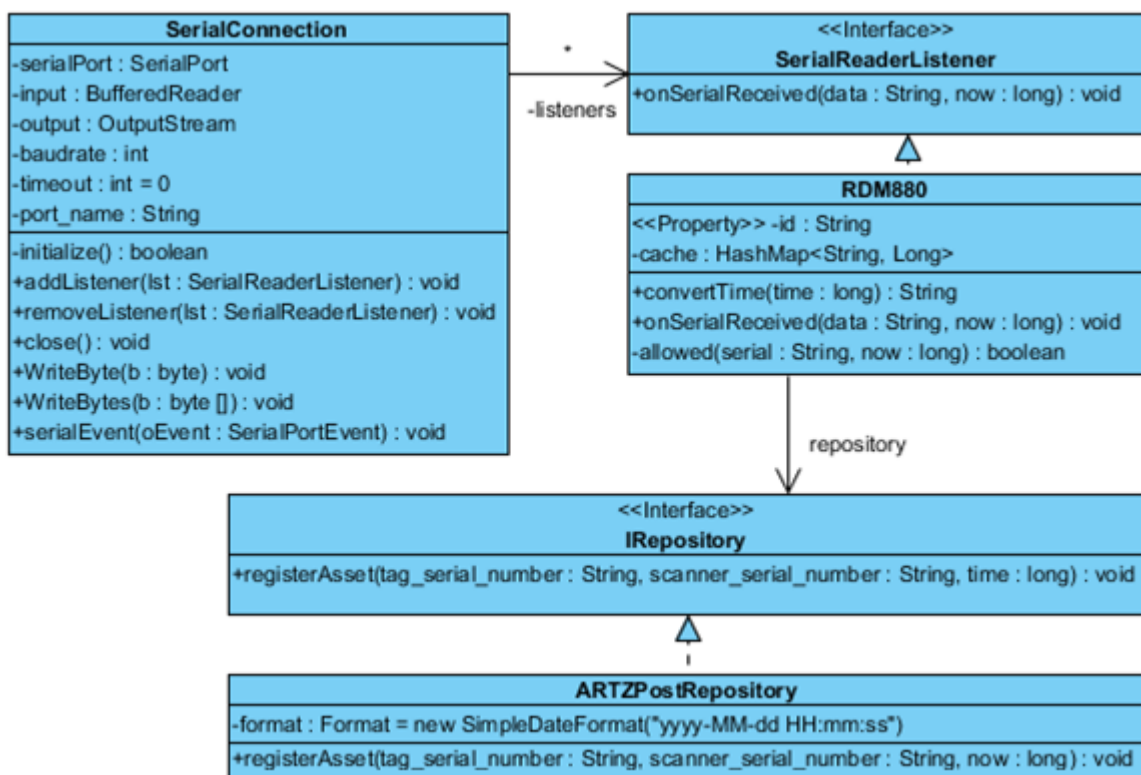 SerialConnection
-serialPort : SerialPort
-input : BufferedReader
-output : OutputStream
-baudrate : int
-timeout : int = 0
-port_name : String
-initialize() : boolean
+addListener(lst : SerialReaderListener) : void
+removeListener(lst : SerialReaderListener) : void
+close() : void
+WriteByte(b : byte) : void
+WriteBytes(b : byte []) : void
+serialEvent(oEvent : SerialPortEvent) : void
*
-listeners
<<Interface>>
SerialReaderListener
+onSerialReceived(data : String, now : long) : void
RDM880
<<Property>> -id : String
-cache : HashMap<String, Long>
+convertTime(time : long) : String
+onSerialReceived(data : String, now : long) : void
-allowed(serial : String, now : long) : boolean
repository
<<Interface>>
IRepository
+registerAsset(tag_serial_number : String, scanner_serial_number : String, time : long) : void
ARTZPostRepository
-format : Format = new SimpleDateFormat("yyyy-MM-dd HH:mm:ss")
+registerAsset(tag_serial_number : String, scanner_serial_number : String, now : long) : void